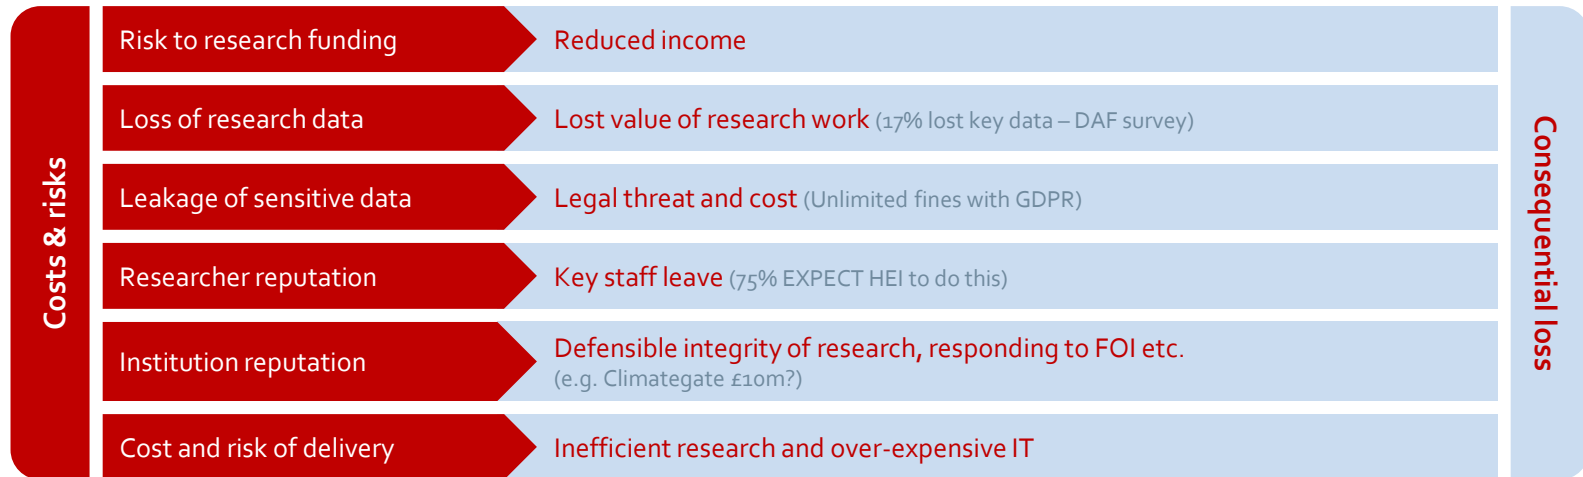 Costs & risks
Risk to research funding
Reduced income
Loss of research data
Lost value of research work (17% lost key data – DAF survey)
Leakage of sensitive data
Legal threat and cost (Unlimited fines with GDPR)
Researcher reputation
Key staff leave (75% EXPECT HEI to do this)
Institution reputation
Defensible integrity of research, responding to FOI etc.
(e.g. Climategate £10m?)
Cost and risk of delivery
Inefficient research and over-expensive IT
Consequential loss